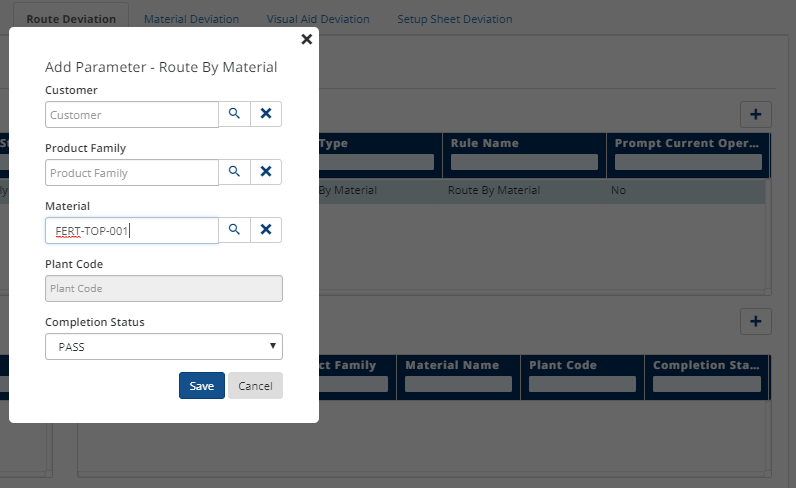 Route Deviation
Material Deviation
Visual Aid Deviation
Setup Sheet Deviation
Add Parameter - Route By Material
Customer
Customer
Product Family
Product Family
Material
FERT-TOP-001
Plant Code
Plant Code
Completion Status
PASS
Save
Cancel
Type
Rule Name
Prompt Current Oper...
By Material
Route By Material
No
ct Family
Material Name
Plant Code
Completion Sta...